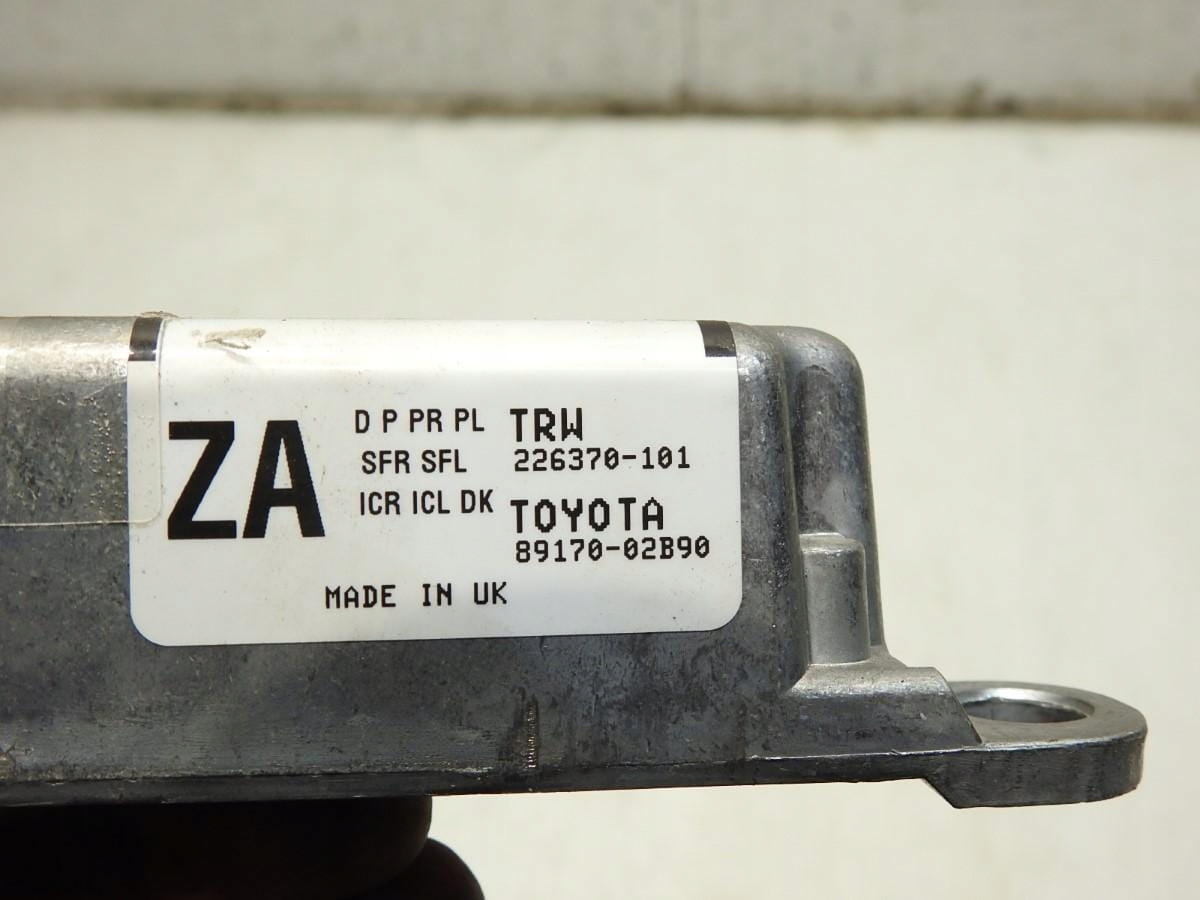 ZA
D P PR PL
SFR SFL
ICR ICL DK
TRW
226370-101
TOYOTA
89170-02B90
MADE IN UK